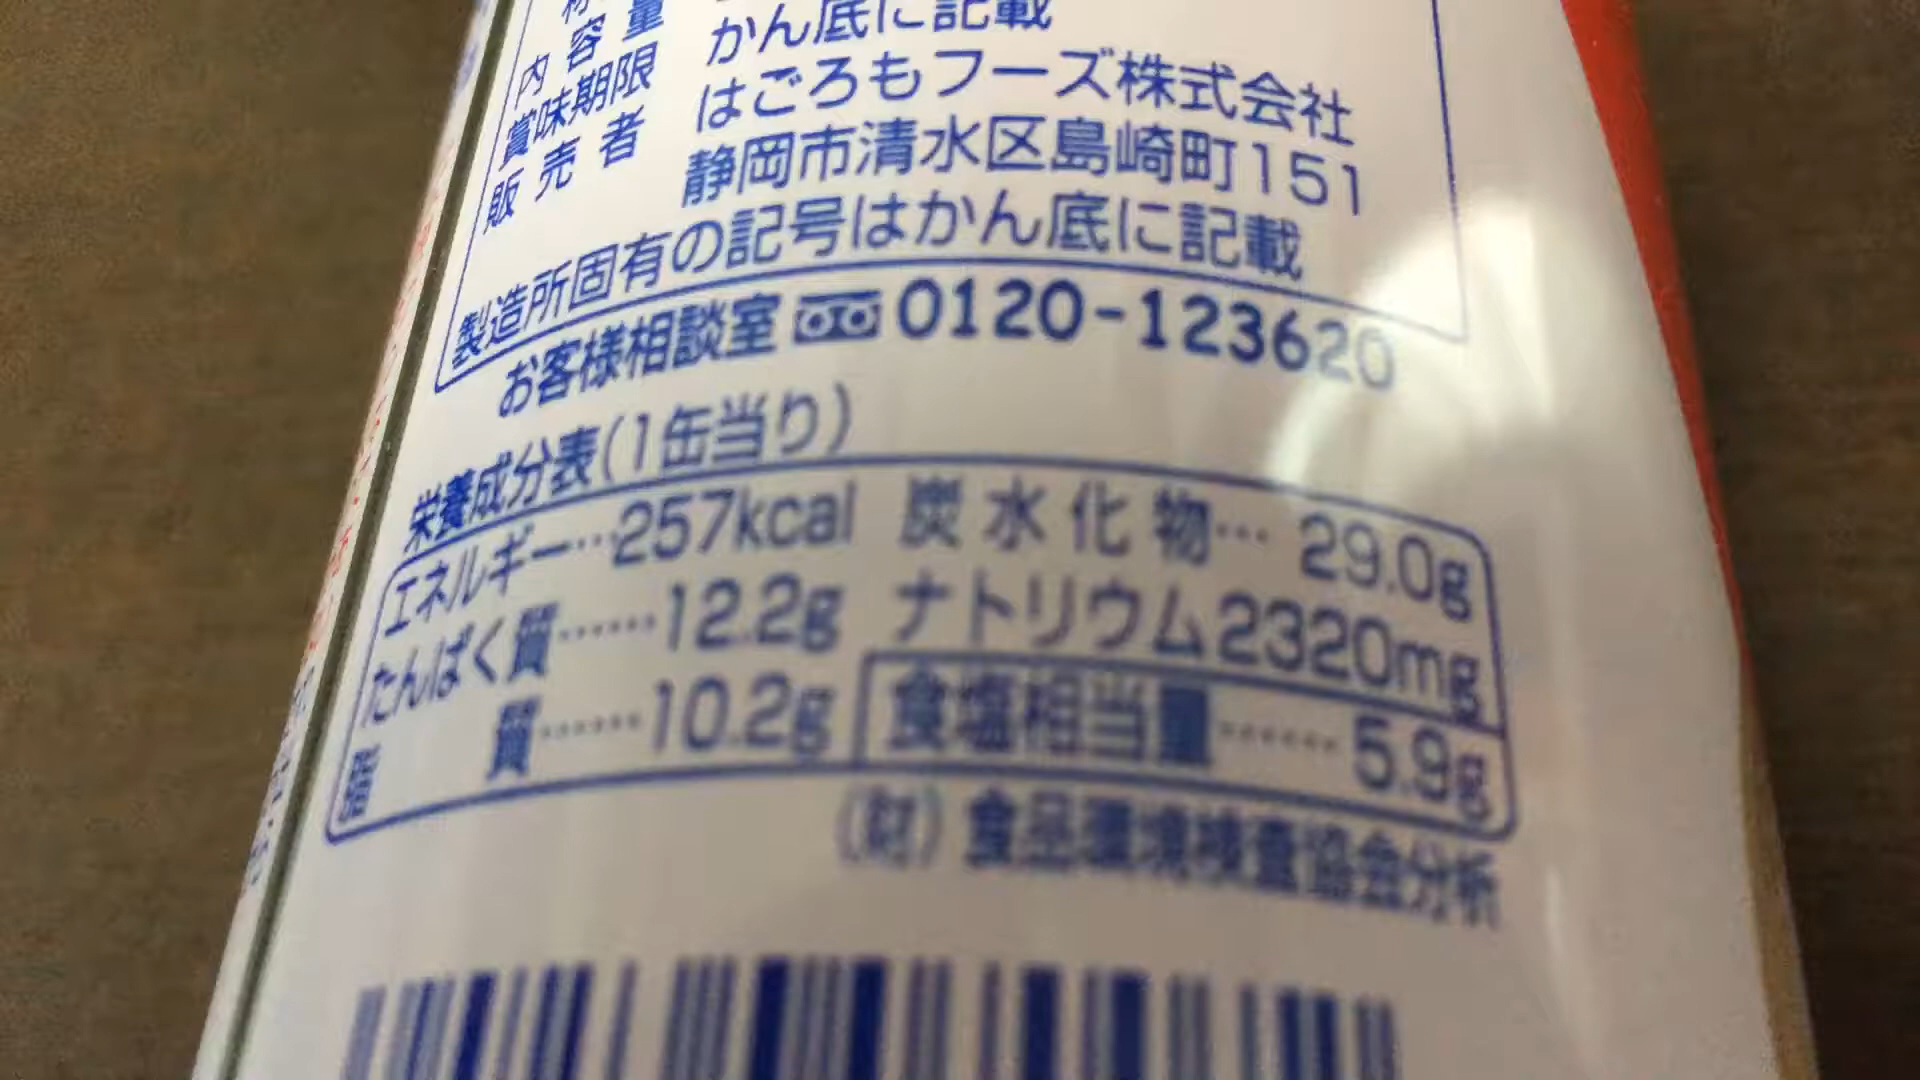 内容量
賞味期限 かん底に記載
販売者 はごろもフーズ株式会社
静岡市清水区島崎町151
製造所固有の記号はかん底に記載
お客様相談室 0120-123620
栄養成分表(1缶当り)
エネルギー…257kcal 炭水化物… 29.0g
たんぱく質……12.2g ナトリウム2320mg
脂質……10.2g 食塩相当量……5.9g
(財)食品環境検査協会分析